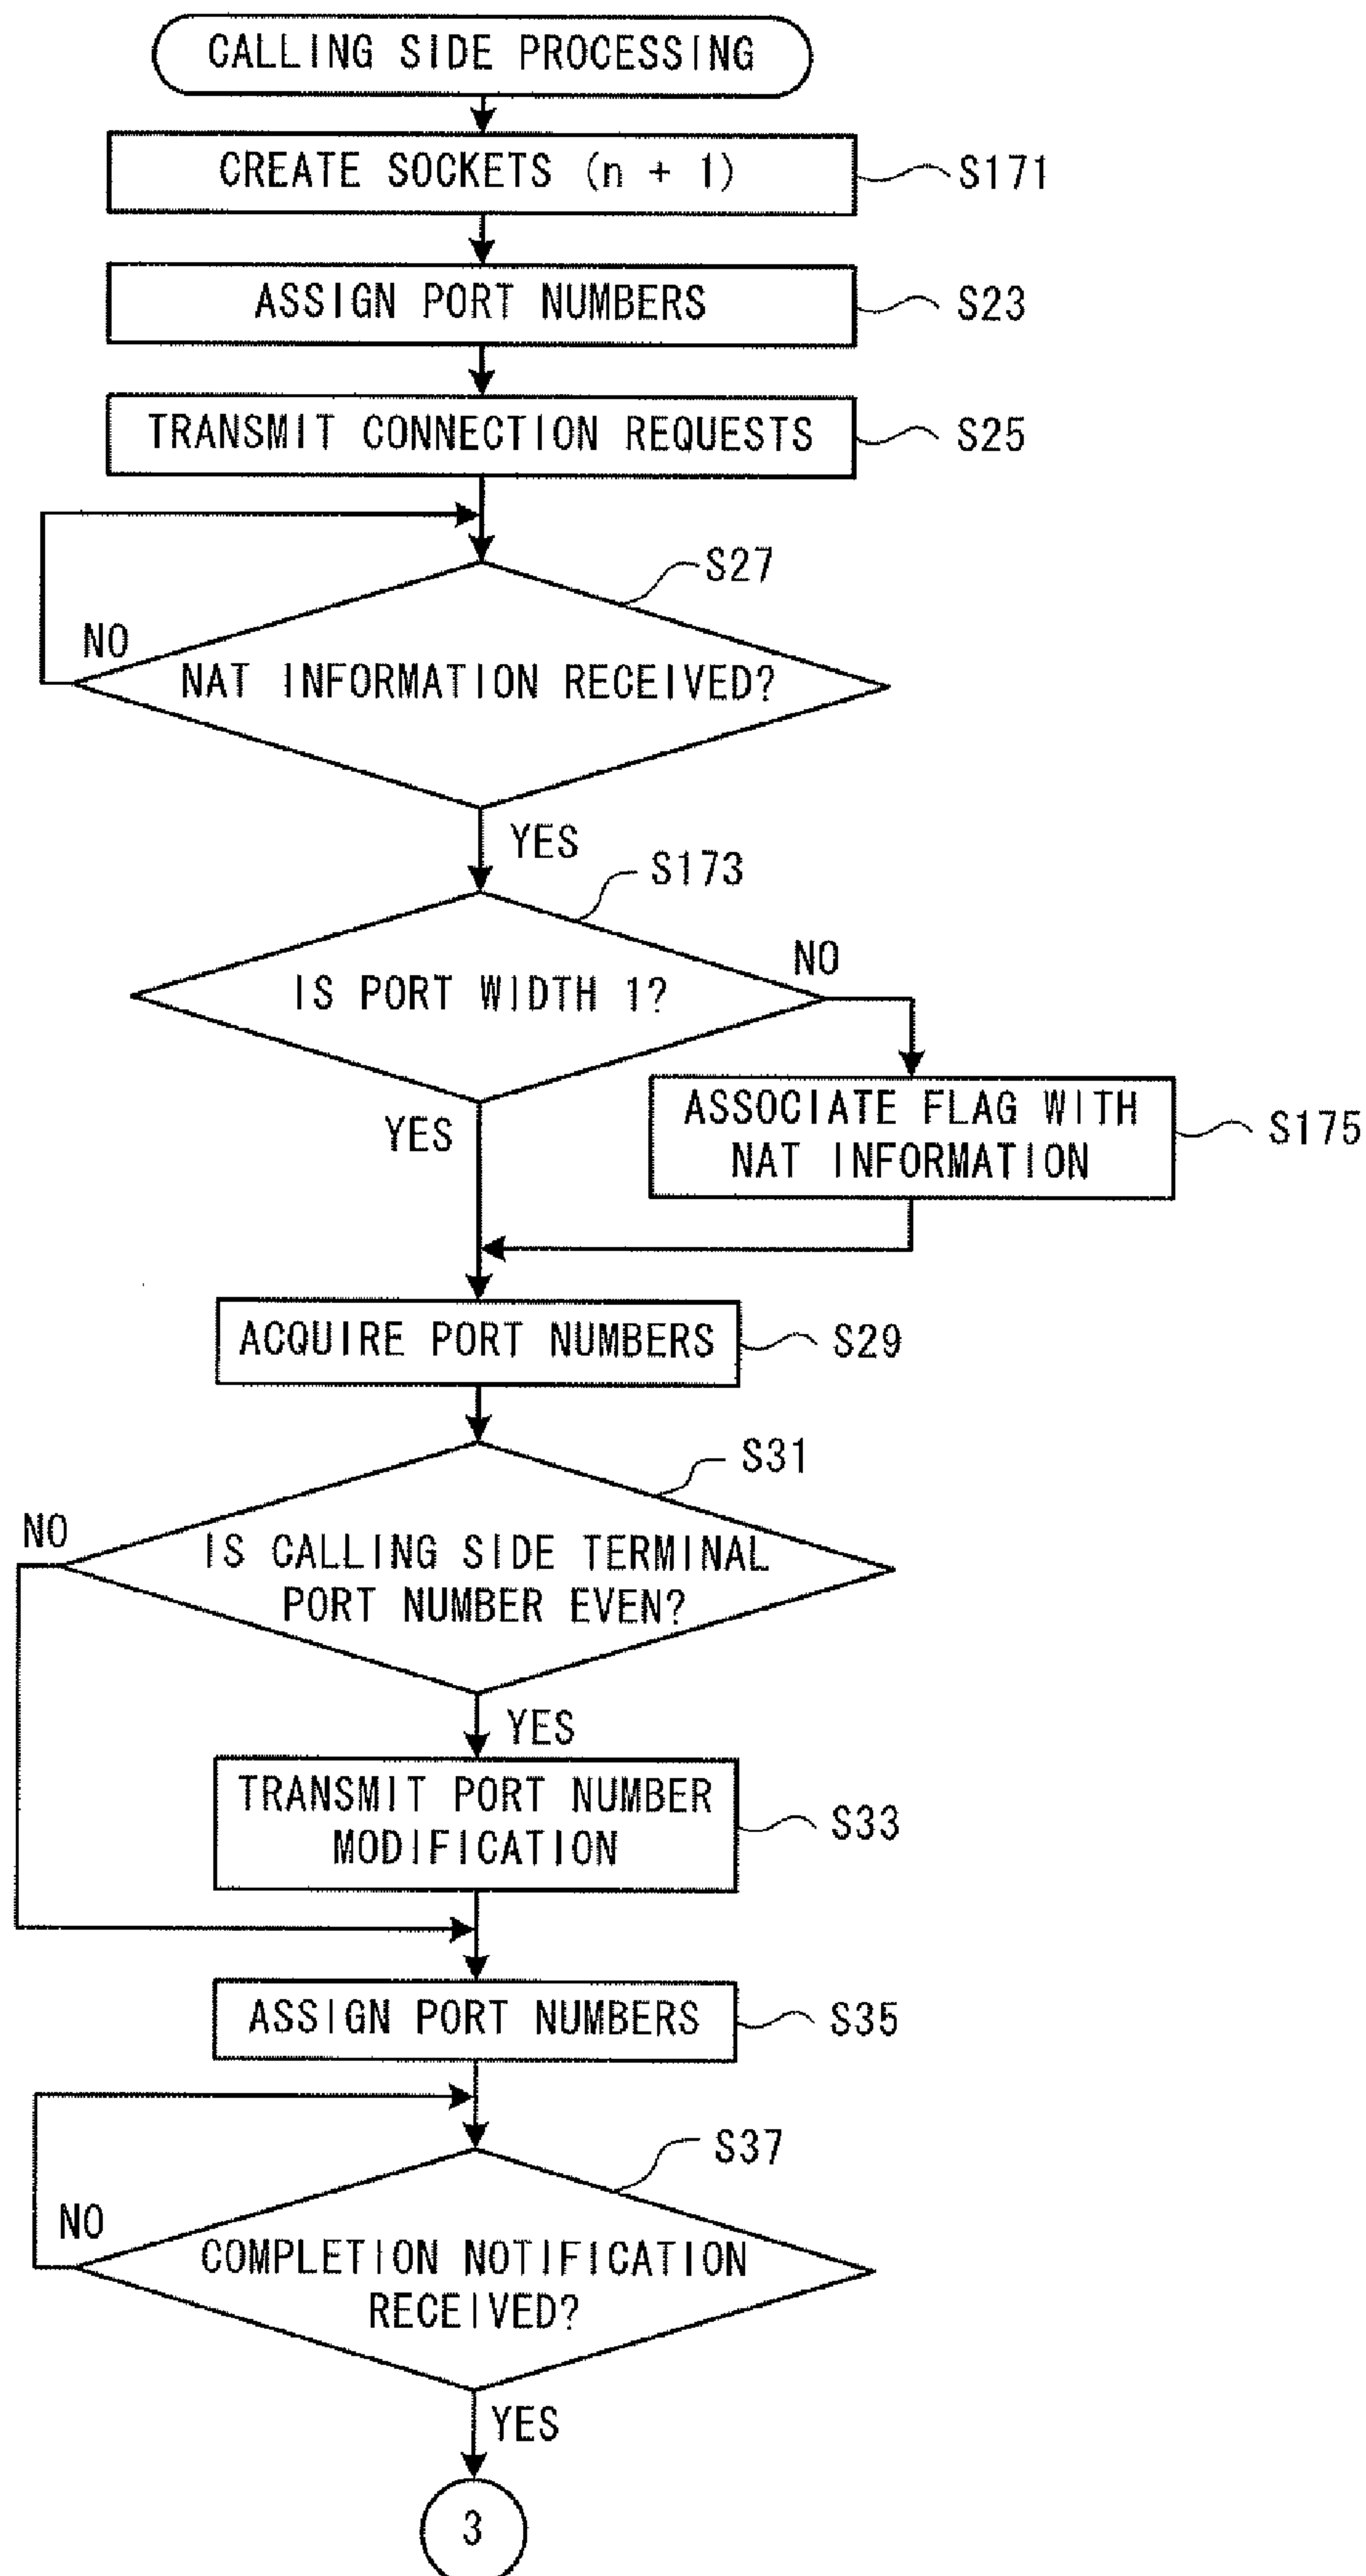 CALLING SIDE PROCESSING
CREATE SOCKETS (n + 1)
S171
ASSIGN PORT NUMBERS
S23
TRANSMIT CONNECTION REQUESTS
S25
S27
NO
NAT INFORMATION RECEIVED?
YES
S173
NO
IS PORT WIDTH 1?
YES
ASSOCIATE FLAG WITH
NAT INFORMATION
S175
ACQUIRE PORT NUMBERS
S29
S31
NO
IS CALLING SIDE TERMINAL
PORT NUMBER EVEN?
YES
TRANSMIT PORT NUMBER
MODIFICATION
S33
ASSIGN PORT NUMBERS
S35
S37
NO
COMPLETION NOTIFICATION
RECEIVED?
YES
3